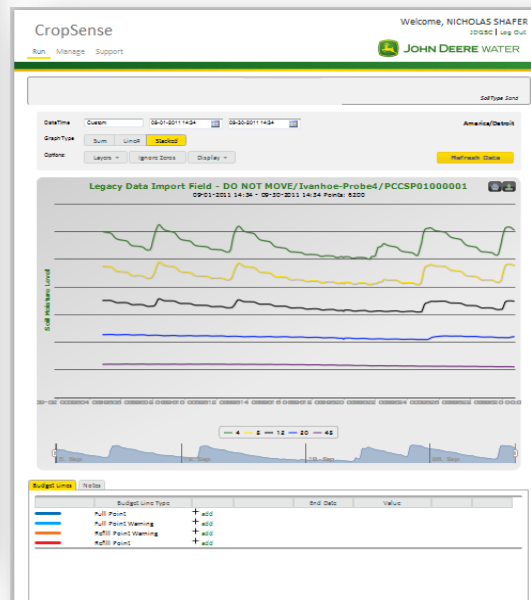 CropSense
Welcome, NICHOLAS SHAFER
JDGBC | Log Out
Run Manage Support
JOHN DEERE WATER
SoilType Sand
DateTime Custom 09-01-2011 14:34 09-30-2011 14:34 America/Detroit
Graph Type Sum Line# Stacked
Options: Layers Ignore Zeros Display Refresh Data
Legacy Data Import Field - DO NOT MOVE/Ivanhoe-Probe4/PCCSP01000001
09-01-2011 14:34 - 09-30-2011 14:34 Points: 6200
Soil Moisture Level
4 8 12 20 48
Budget Lines Notes
Budget Line Type End Date Value
Full Point + add
Full Point Warning + add
Refill Point Warning + add
Refill Point + add